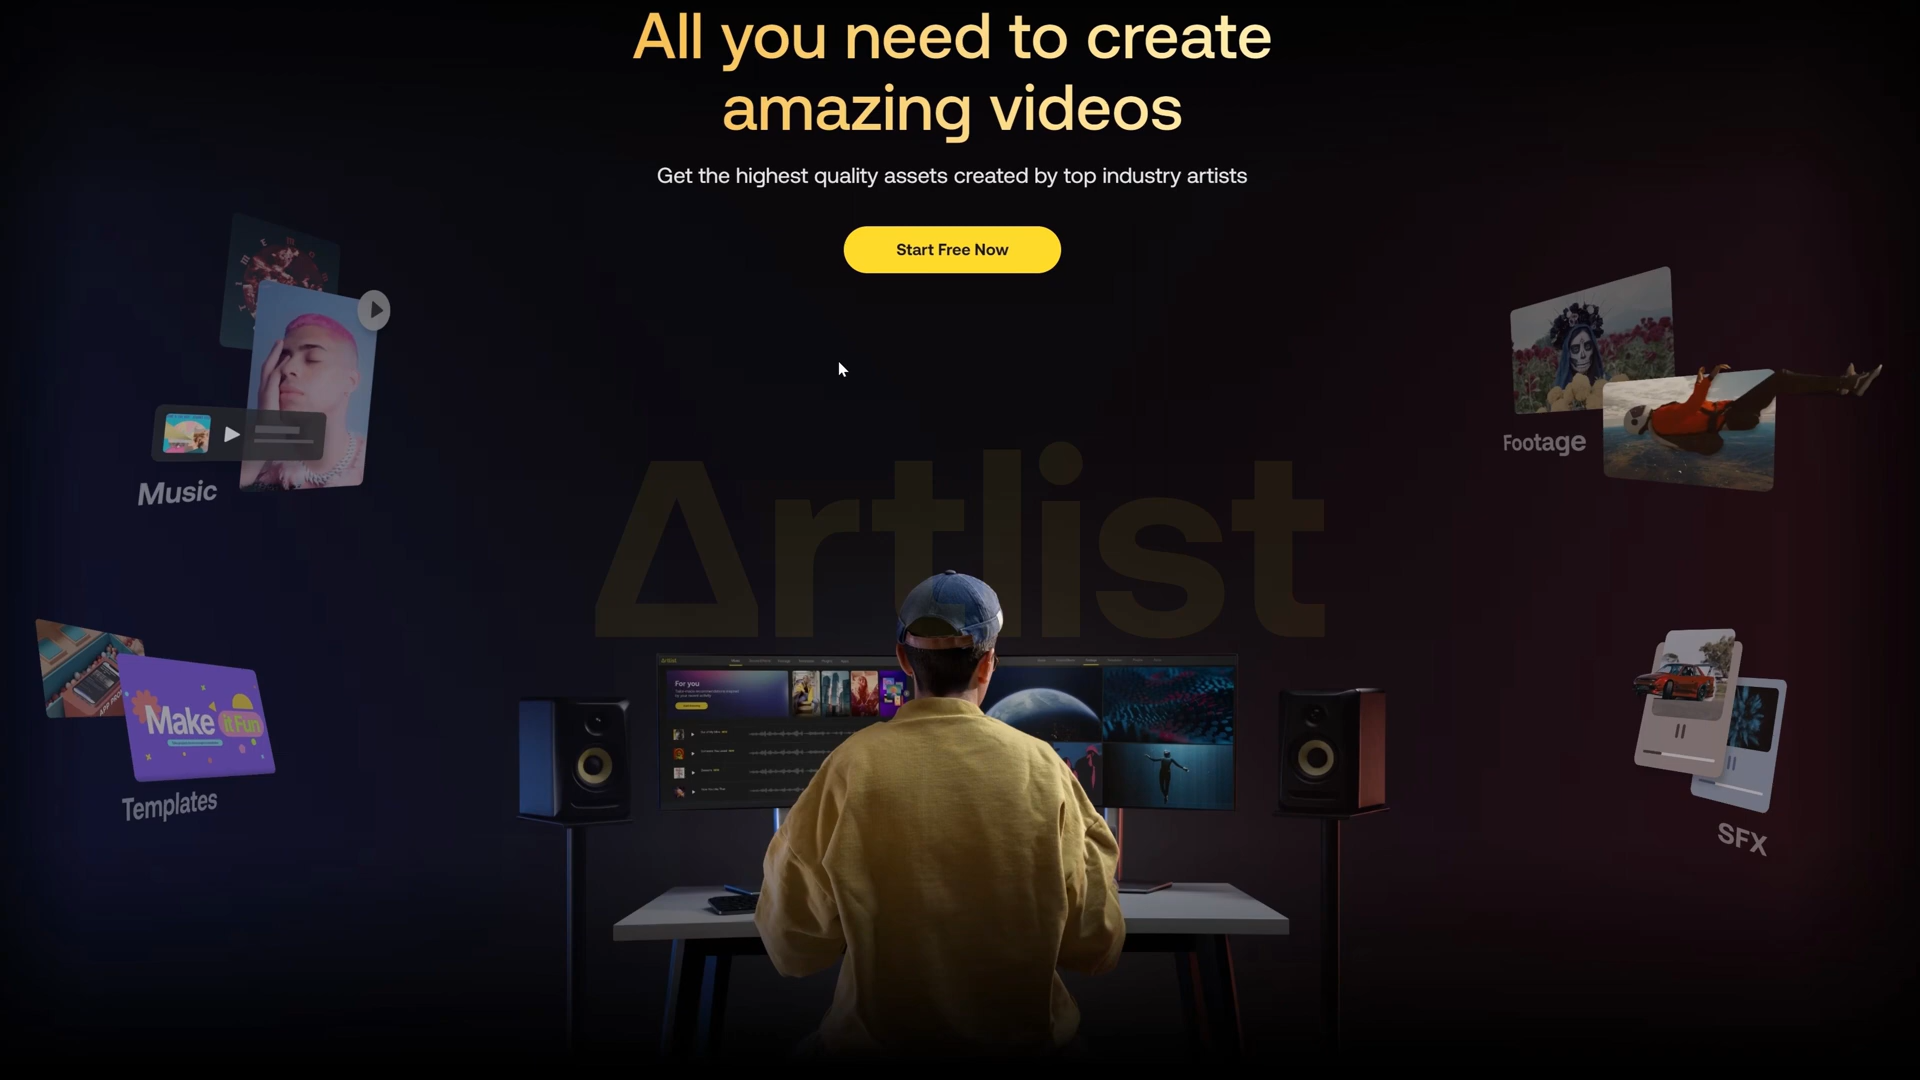 All you need to create
amazing videos
Get the highest quality assets created by top industry artists
Start Free Now
Artlist
Music
Footage
For you
Make it Fun
Templates
SFX